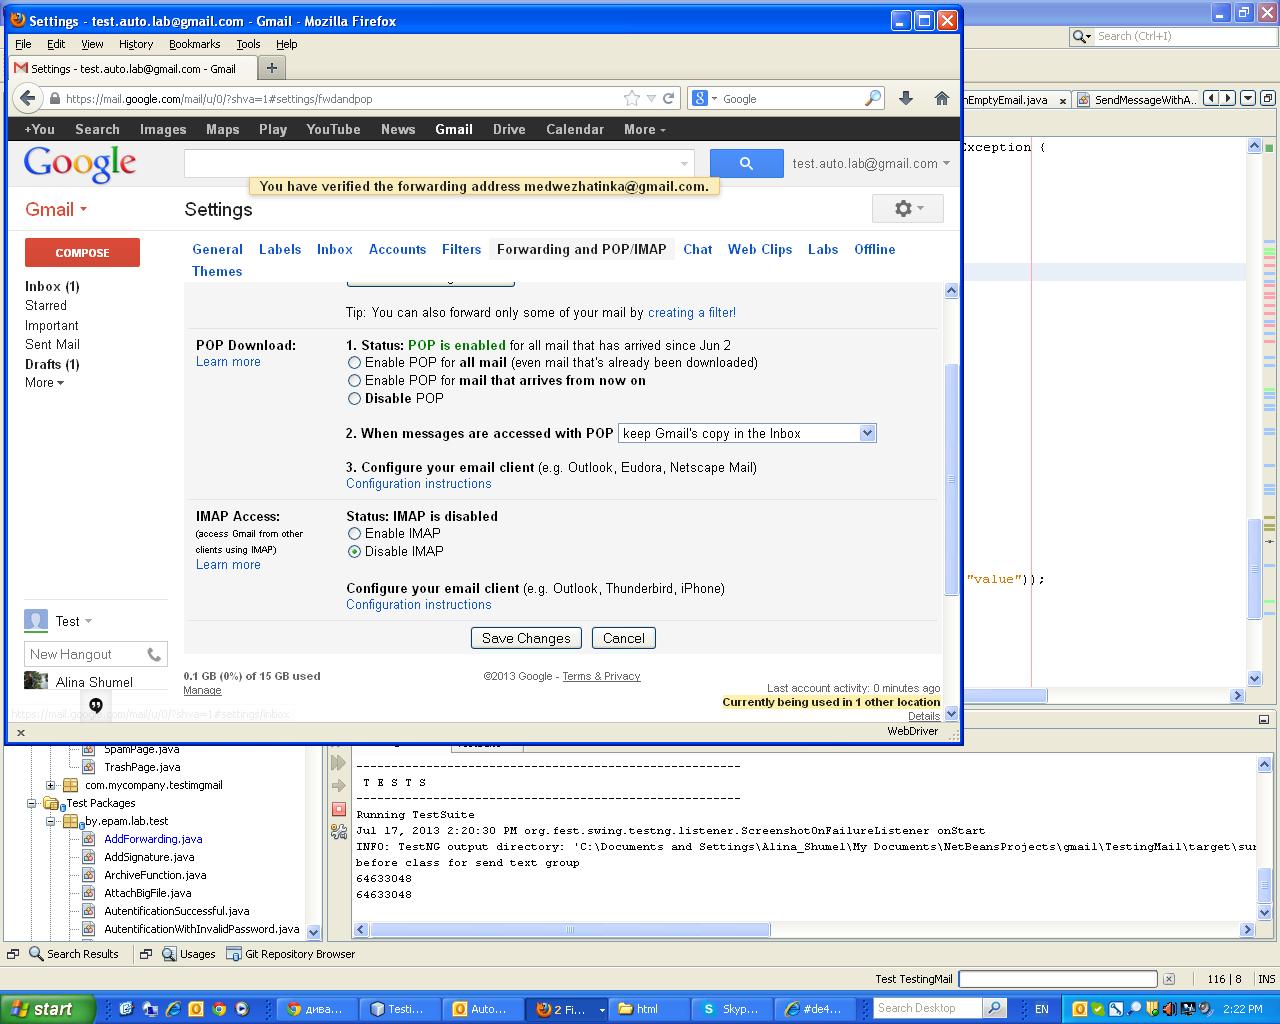 Settings - test.auto.lab@gmail.com - Gmail - Mozilla Firefox
File Edit View History Bookmarks Tools Help
Settings - test.auto.lab@gmail.com - Gmail
https://mail.google.com/mail/u/0/?shva=1#settings/fwdandpop
Google
Search (Ctrl+I)
nEmptyEmail.java SendMessageWithA..
+You Search Images Maps Play YouTube News Gmail Drive Calendar More
Google
test.auto.lab@gmail.com
xception {
You have verified the forwarding address medwezhatinka@gmail.com.
Gmail
Settings
COMPOSE
General Labels Inbox Accounts Filters Forwarding and POP/IMAP Chat Web Clips Labs Offline
Themes
Inbox (1)
Starred
Important
Sent Mail
Drafts (1)
More
Tip: You can also forward only some of your mail by creating a filter!
POP Download:
Learn more
1. Status: POP is enabled for all mail that has arrived since Jun 2
Enable POP for all mail (even mail that's already been downloaded)
Enable POP for mail that arrives from now on
Disable POP
2. When messages are accessed with POP keep Gmail's copy in the Inbox
3. Configure your email client (e.g. Outlook, Eudora, Netscape Mail)
Configuration instructions
IMAP Access:
(access Gmail from other
clients using IMAP)
Learn more
Status: IMAP is disabled
Enable IMAP
Disable IMAP
Configure your email client (e.g. Outlook, Thunderbird, iPhone)
Configuration instructions
"value"));
Save Changes Cancel
Test
New Hangout
Alina Shumel
0.1 GB (0%) of 15 GB used
Manage
©2013 Google - Terms & Privacy
Last account activity: 0 minutes ago
Currently being used in 1 other location
Details
https://mail.google.com/mail/u/0/?shva=1#settings/inbox
WebDriver
SpamPage.java
TrashPage.java
com.mycompany.testimgmail
Test Packages
by.epam.lab.test
AddForwarding.java
AddSignature.java
ArchiveFunction.java
AttachBigFile.java
AutentificationSuccessful.java
AutentificationWithInvalidPassword.java
-------------------------------------------------------
T E S T S
-------------------------------------------------------
Running TestSuite
Jul 17, 2013 2:20:30 PM org.fest.swing.testng.listener.ScreenshotOnFailureListener onStart
INFO: TestNG output directory: 'C:\Documents and Settings\Alina_Shumel\My Documents\NetBeansProjects\gmail\TestingMail\target\sur
before class for send text group
64633048
64633048
Search Results Usages Git Repository Browser
Test TestingMail 116 | 8 INS
start дива... Testi... Auto... 2 Fi... html Skyp... #de4... Search Desktop EN 2:22 PM